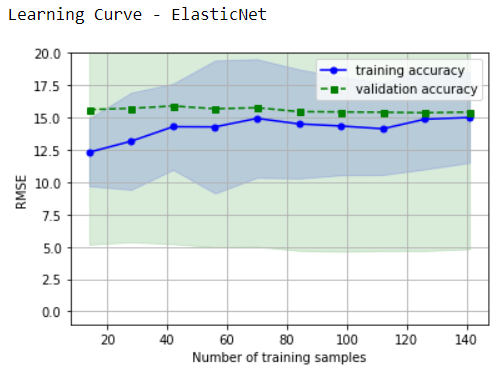 Learning Curve - ElasticNet
20.0
17.5
15.0
12.5
10.0
7.5
5.0
2.5
0.0
RMSE
training accuracy
validation accuracy
20 40 60 80 100 120 140
Number of training samples